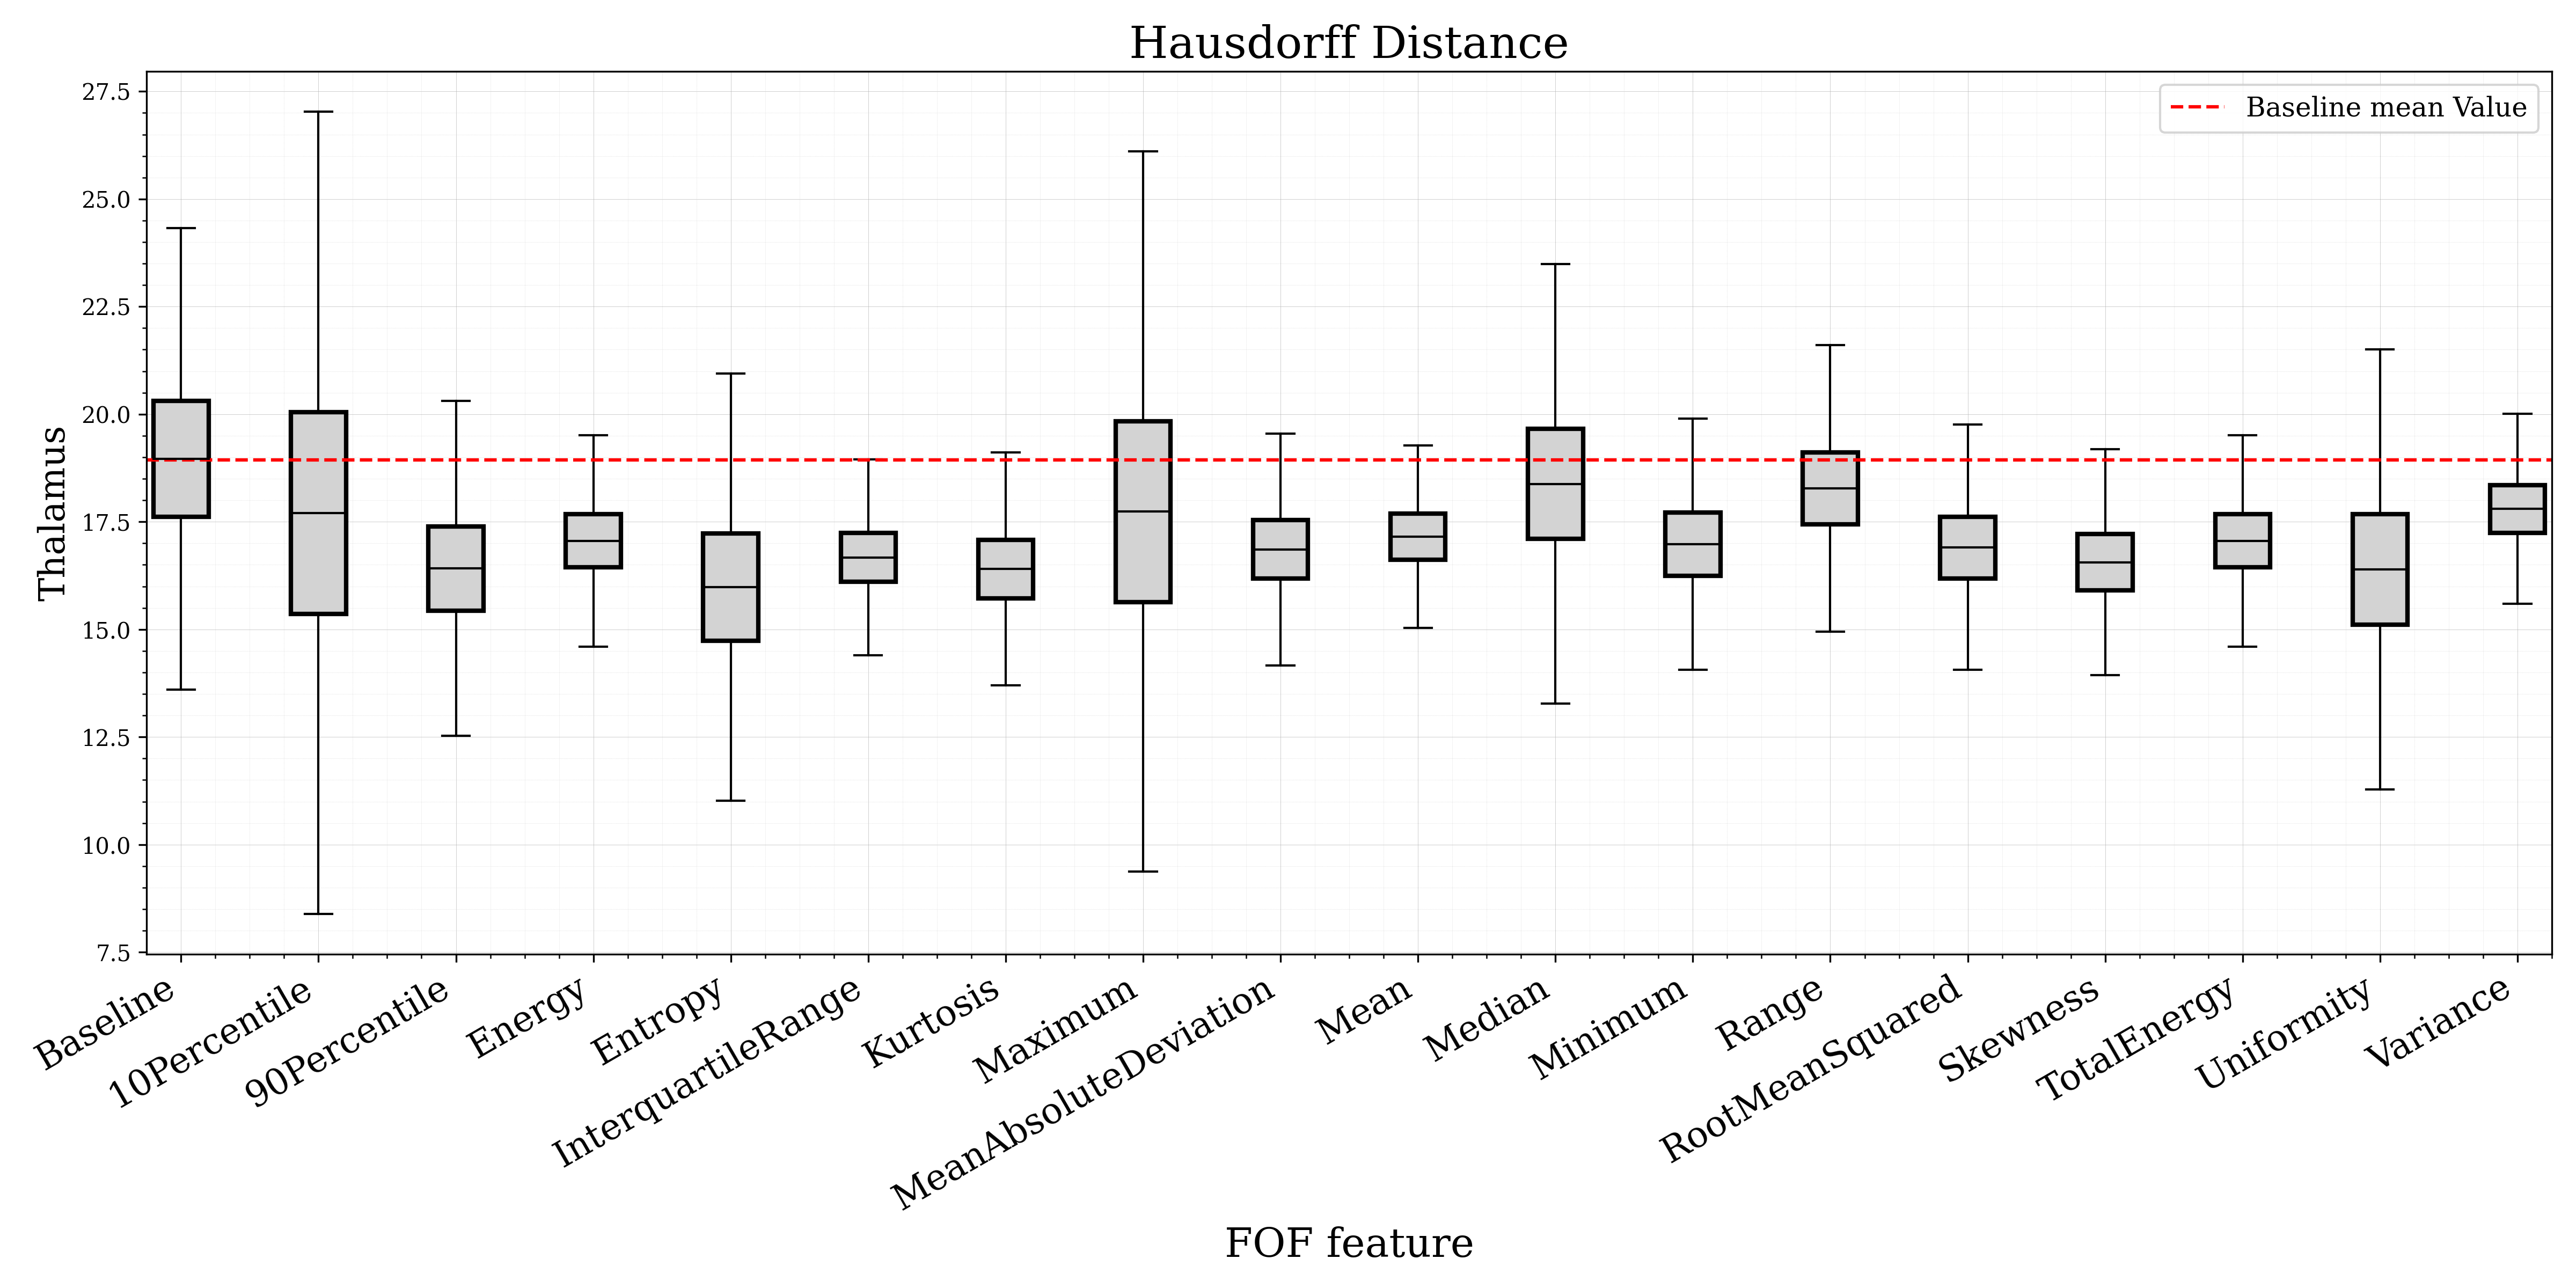 Hausdorff Distance
27.5
25.0
22.5
20.0
17.5
15.0
12.5
10.0
7.5
Thalamus
Baseline mean Value
Baseline
10Percentile
90Percentile
Energy
Entropy
InterquartileRange
Kurtosis
Maximum
MeanAbsoluteDeviation
Mean
Median
Minimum
Range
RootMeanSquared
Skewness
TotalEnergy
Uniformity
Variance
FOF feature